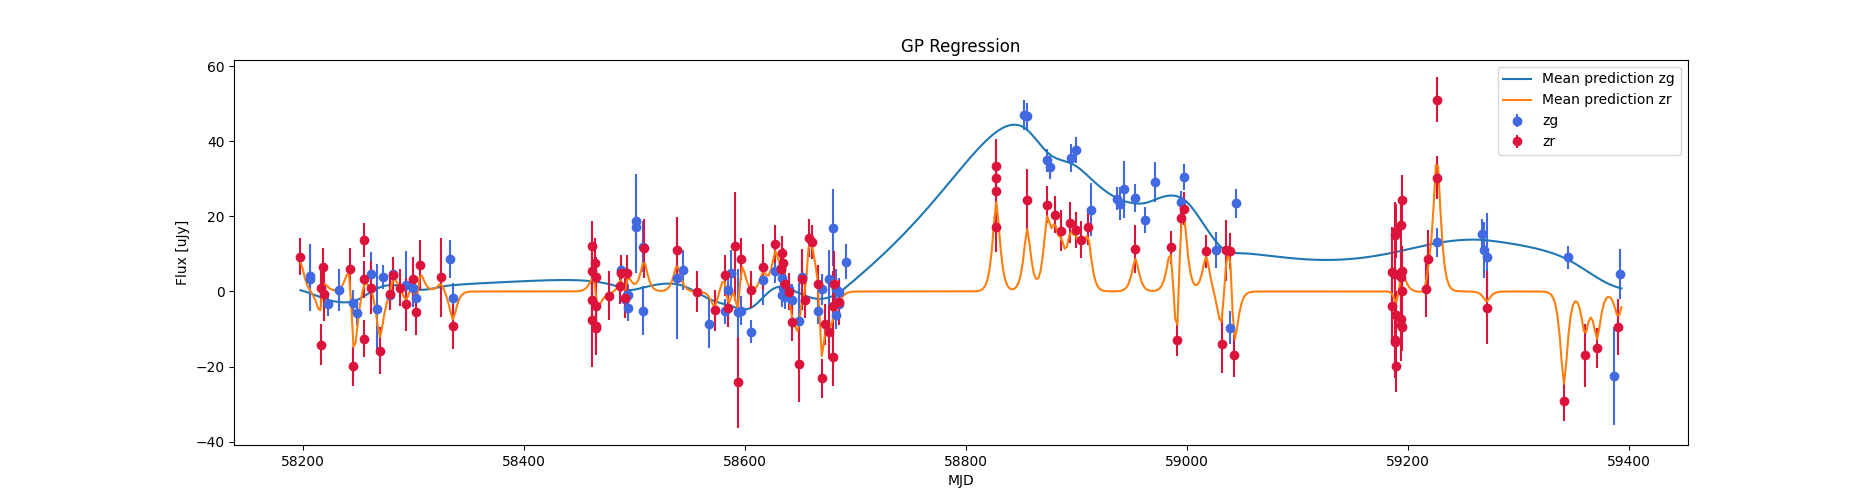 GP Regression
60
40
20
0
−20
−40
Flux [uJy]
58200
58400
58600
58800
59000
59200
59400
MJD
Mean prediction zg
Mean prediction zr
zg
zr